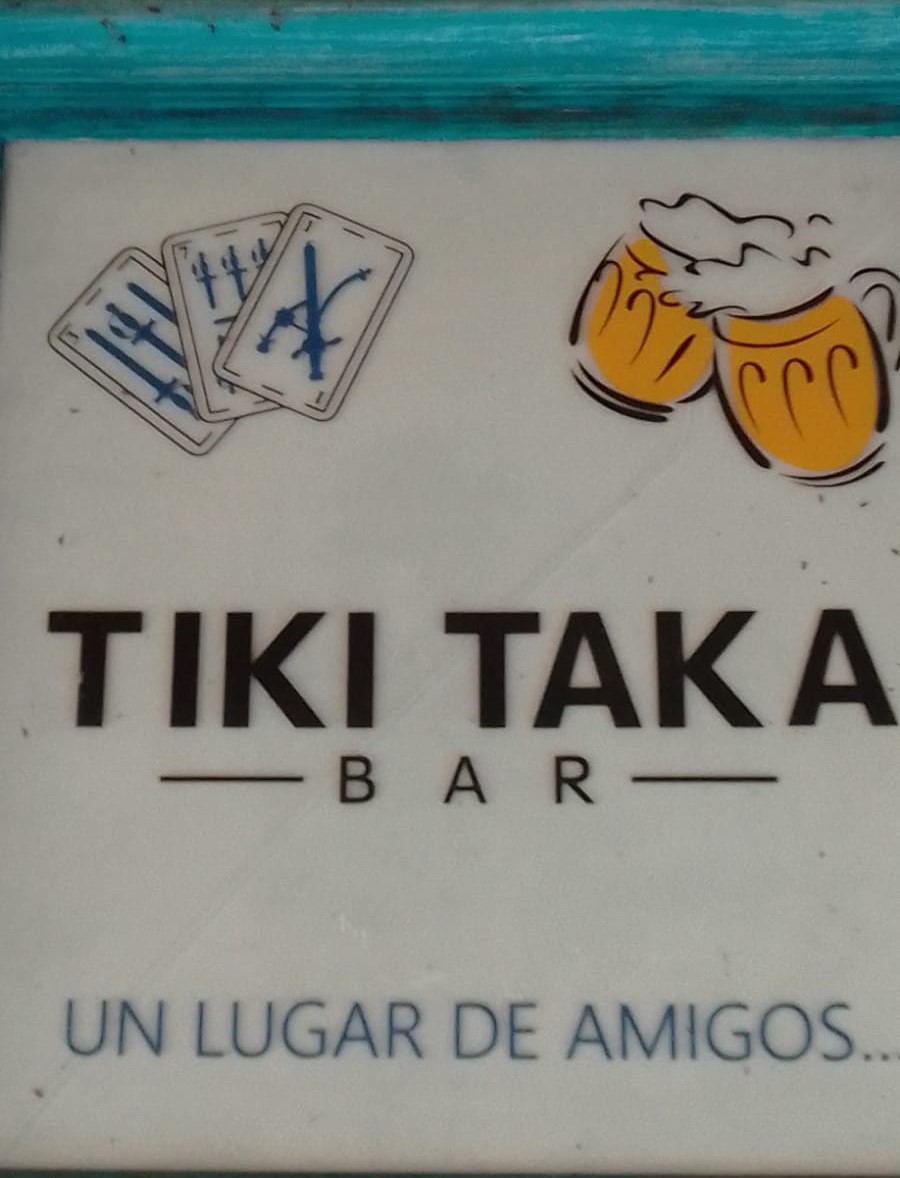 TIKI TAKA
BAR
UN LUGAR DE AMIGOS...